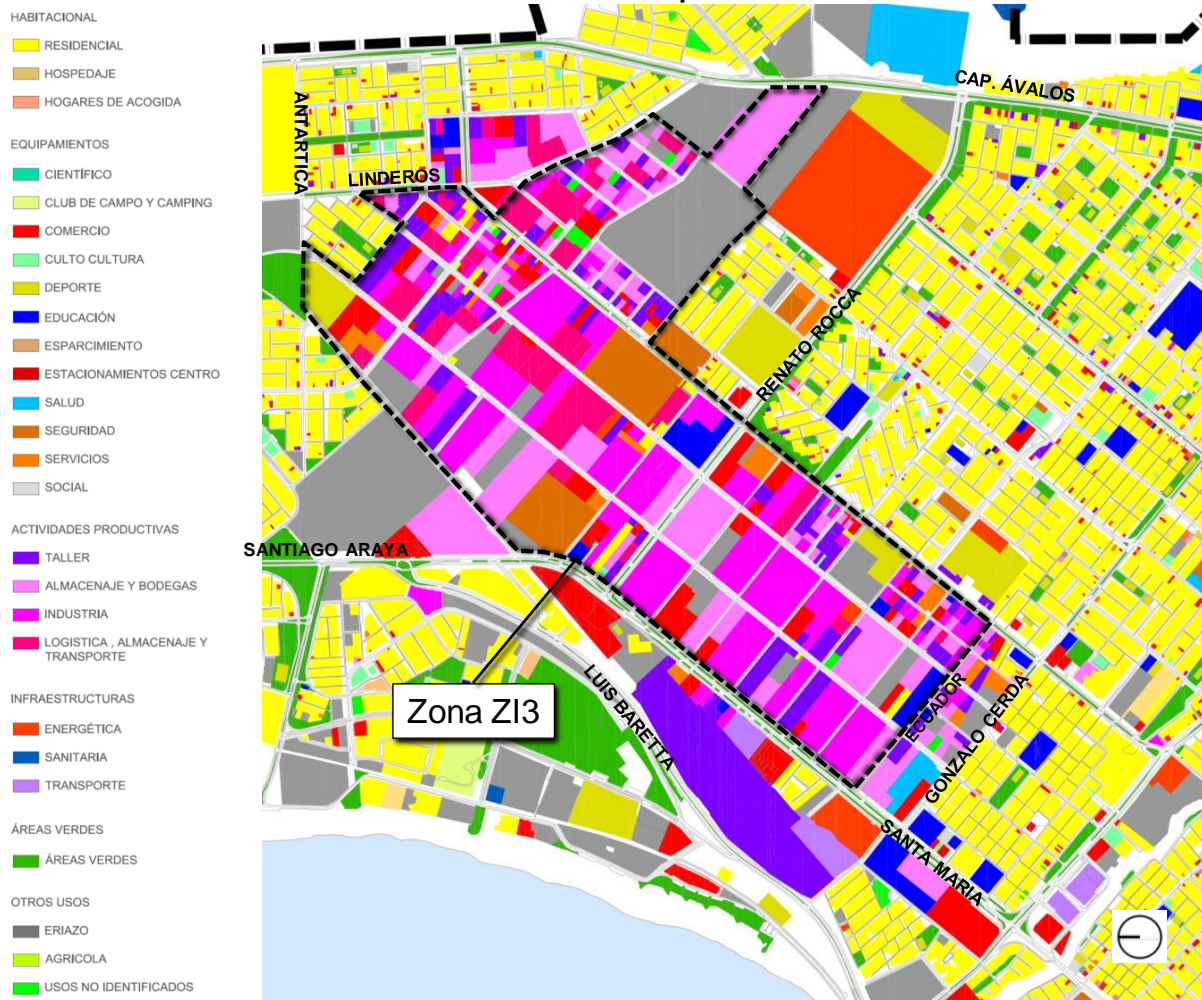 HABITACIONAL
RESIDENCIAL
HOSPEDAJE
HOGARES DE ACOGIDA
EQUIPAMIENTOS
CIENTÍFICO
CLUB DE CAMPO Y CAMPING
COMERCIO
CULTO CULTURA
DEPORTE
EDUCACIÓN
ESPARCIMIENTO
ESTACIONAMIENTOS CENTRO
SALUD
SEGURIDAD
SERVICIOS
SOCIAL
ACTIVIDADES PRODUCTIVAS
TALLER
ALMACENAJE Y BODEGAS
INDUSTRIA
LOGISTICA , ALMACENAJE Y
TRANSPORTE
INFRAESTRUCTURAS
ENERGÉTICA
SANITARIA
TRANSPORTE
ÁREAS VERDES
ÁREAS VERDES
OTROS USOS
ERIAZO
AGRICOLA
USOS NO IDENTIFICADOS
CAP. ÁVALOS
ANTARTICA
LINDEROS
RENATO ROCCA
SANTIAGO ARAYA
Zona ZI3
LUIS BARETTA
ECUADOR
GONZALO CERDA
SANTA MARIA